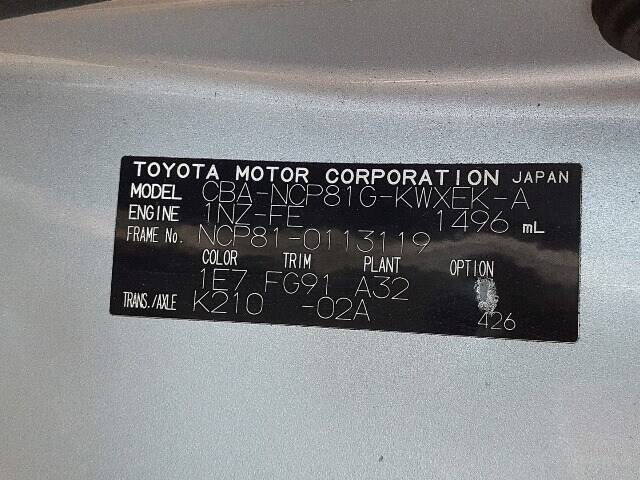 TOYOTA MOTOR CORPORATION JAPAN
MODEL CBA-NCP81G-KWXEK-A
ENGINE 1NZ-FE 1496 mL
FRAME No. NCP81-0113119
COLOR TRIM PLANT OPTION
1E7 FG91 A32
TRANS./AXLE K210 -02A
426